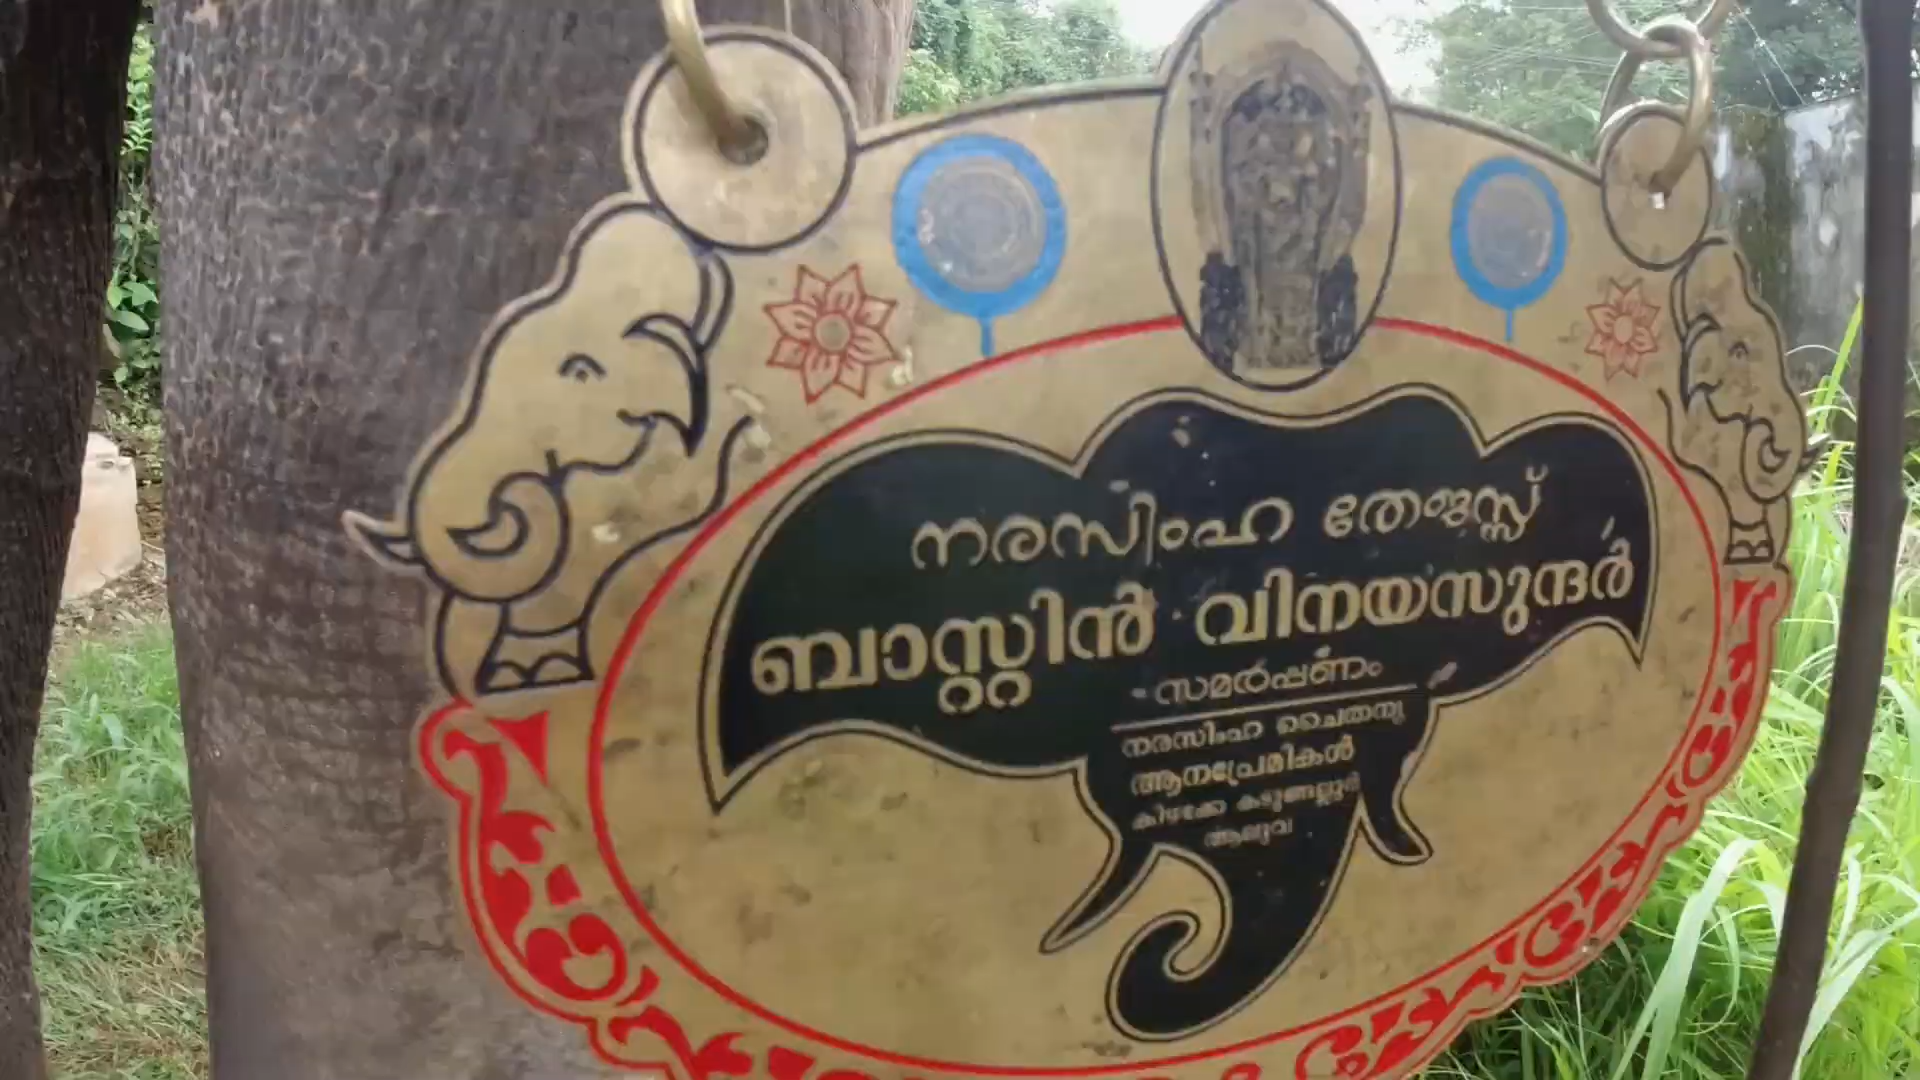 നരസിംഹ തേജസ്സ്
ബാസ്റ്റിൻ വിനയസുന്ദർ
സമർപ്പണം
നരസിംഹ ചൈതന്യ
ആനപ്രേമികൾ
കിഴക്കേ കടുങ്ങല്ലൂർ
ആലുവ